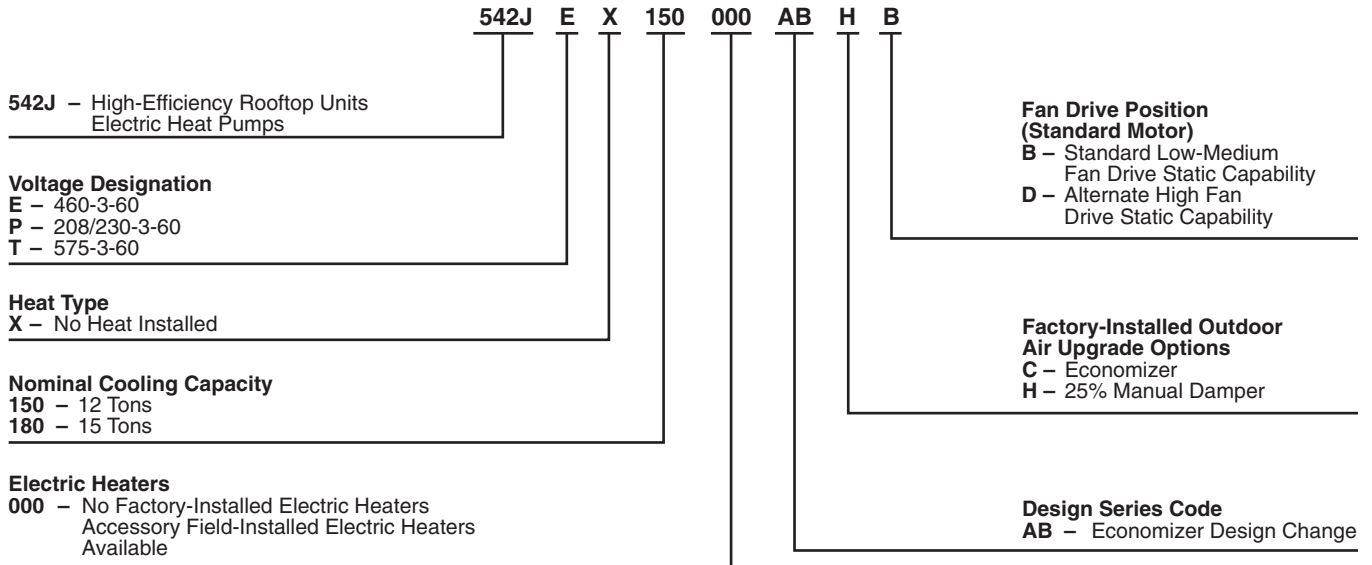 542J E X 150 000 AB H B
542J – High-Efficiency Rooftop Units
Electric Heat Pumps
Voltage Designation
E – 460-3-60
P – 208/230-3-60
T – 575-3-60
Heat Type
X – No Heat Installed
Nominal Cooling Capacity
150 – 12 Tons
180 – 15 Tons
Electric Heaters
000 – No Factory-Installed Electric Heaters
Accessory Field-Installed Electric Heaters
Available
Fan Drive Position
(Standard Motor)
B – Standard Low-Medium
Fan Drive Static Capability
D – Alternate High Fan
Drive Static Capability
Factory-Installed Outdoor
Air Upgrade Options
C – Economizer
H – 25% Manual Damper
Design Series Code
AB – Economizer Design Change